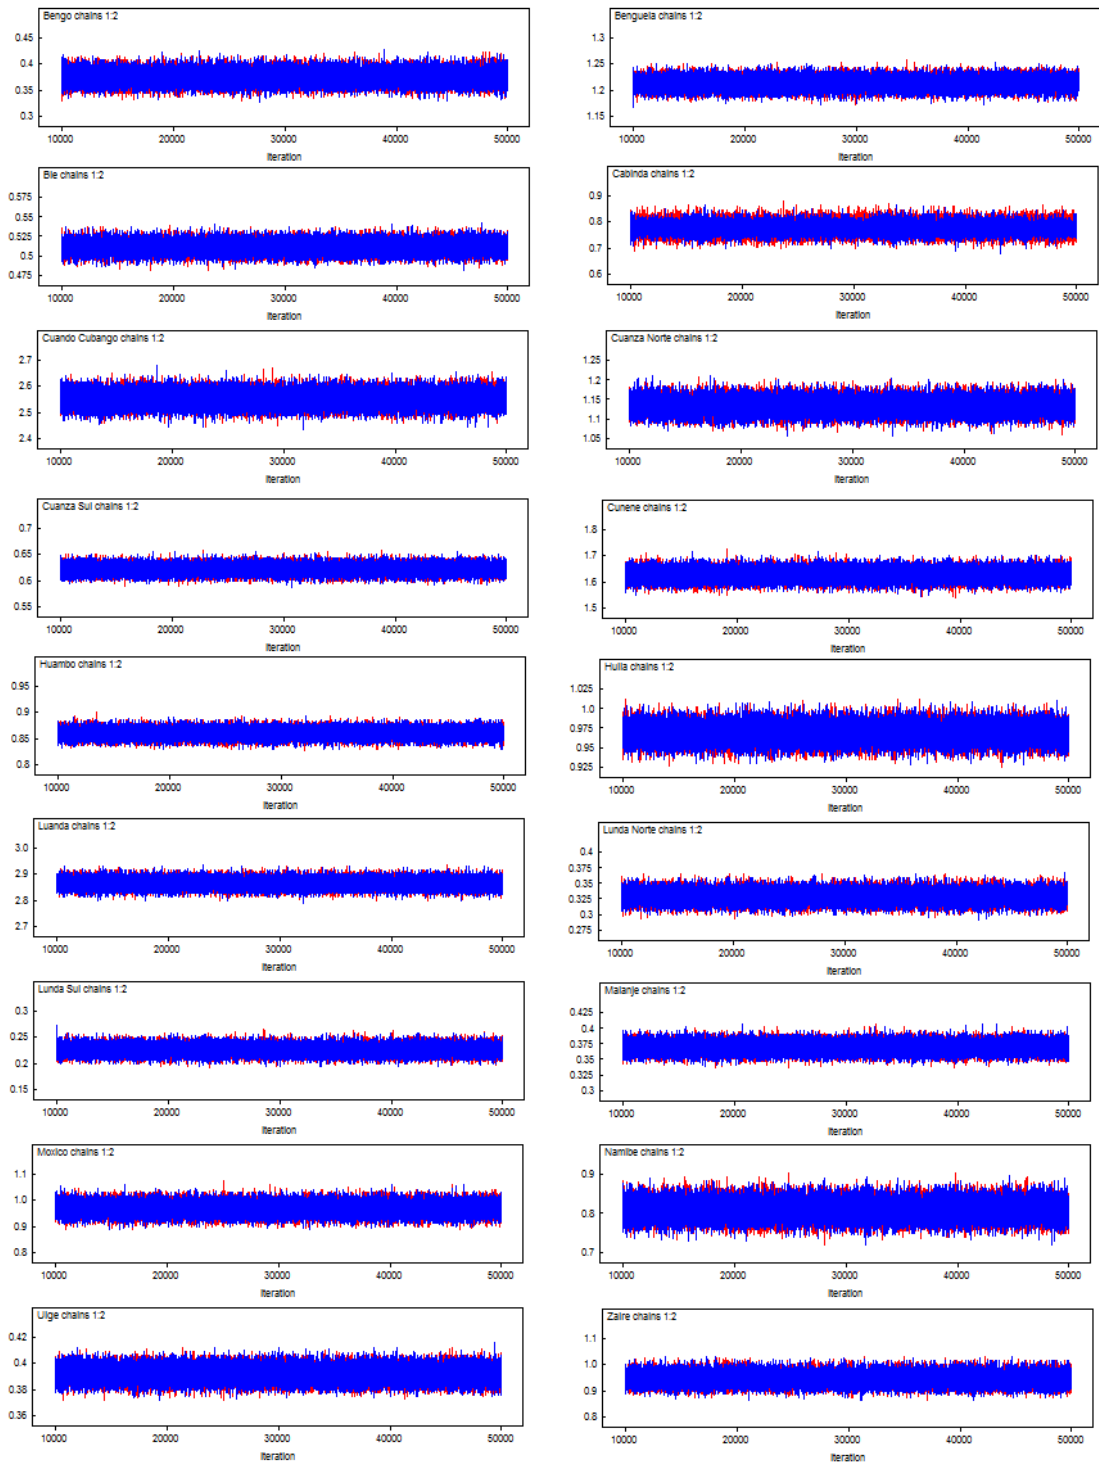 Bengo chains 1:2
0.45
0.4
0.35
0.3
10000 20000 30000 40000 50000
Iteration
Benguela chains 1:2
1.3
1.25
1.2
1.15
10000 20000 30000 40000 50000
Iteration
Bie chains 1:2
0.575
0.55
0.525
0.5
0.475
10000 20000 30000 40000 50000
Iteration
Cabinda chains 1:2
0.9
0.8
0.7
0.6
10000 20000 30000 40000 50000
Iteration
Cuando Cubango chains 1:2
2.7
2.6
2.5
2.4
10000 20000 30000 40000 50000
Iteration
Cuanza Norte chains 1:2
1.25
1.2
1.15
1.1
1.05
10000 20000 30000 40000 50000
Iteration
Cuanza Sul chains 1:2
0.7
0.65
0.6
0.55
10000 20000 30000 40000 50000
Iteration
Cunene chains 1:2
1.8
1.7
1.6
1.5
10000 20000 30000 40000 50000
Iteration
Huambo chains 1:2
0.95
0.9
0.85
0.8
10000 20000 30000 40000 50000
Iteration
Huila chains 1:2
1.025
1.0
0.975
0.95
0.925
10000 20000 30000 40000 50000
Iteration
Luanda chains 1:2
3.0
2.9
2.8
2.7
10000 20000 30000 40000 50000
Iteration
Lunda Norte chains 1:2
0.4
0.375
0.35
0.325
0.3
0.275
10000 20000 30000 40000 50000
Iteration
Lunda Sul chains 1:2
0.3
0.25
0.2
0.15
10000 20000 30000 40000 50000
Iteration
Malanje chains 1:2
0.425
0.4
0.375
0.35
0.325
0.3
10000 20000 30000 40000 50000
Iteration
Moxico chains 1:2
1.1
1.0
0.9
0.8
10000 20000 30000 40000 50000
Iteration
Namibe chains 1:2
0.9
0.8
0.7
10000 20000 30000 40000 50000
Iteration
Uige chains 1:2
0.42
0.4
0.38
0.36
10000 20000 30000 40000 50000
Iteration
Zaire chains 1:2
1.1
1.0
0.9
0.8
10000 20000 30000 40000 50000
Iteration